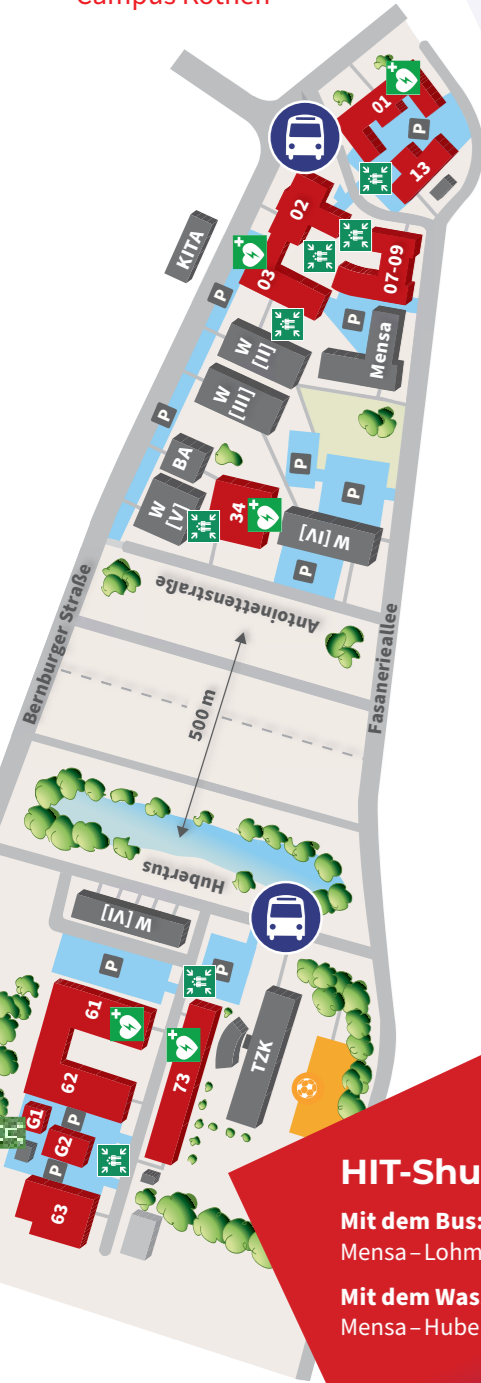 Campus Köthen
01
P
13
02
KITA
03
07-09
P
P
Mensa
W
[II]
W
[III]
P
BA
P
W
[V]
34
P
W [IV]
P
Antoinettenstraße
Bernburger Straße
Fasanerieallee
500 m
Hubertus
W [VI]
P
P
61
TZK
62
73
G1
P
G2
P
63
HIT-Shu
Mit dem Bus:
Mensa – Lohm
Mit dem Was
Mensa – Hube